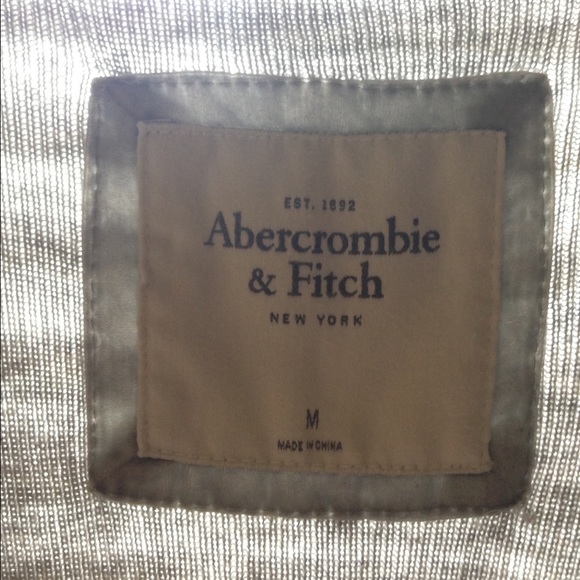 EST. 1892
Abercrombie
& Fitch
NEW YORK
M
MADE IN CHINA